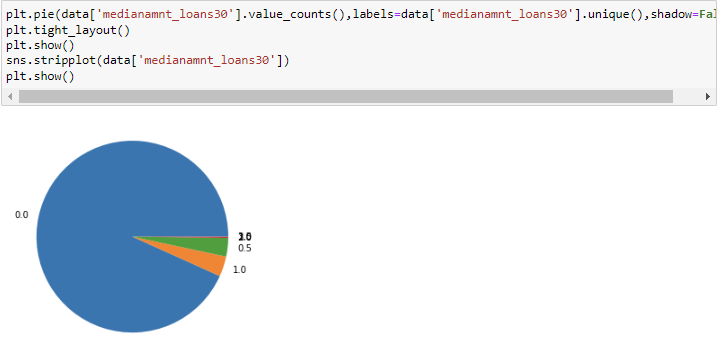 plt.pie(data['medianamnt_loans30'].value_counts(),labels=data['medianamnt_loans30'].unique(),shadow=Fal
plt.tight_layout()
plt.show()
sns.stripplot(data['medianamnt_loans30'])
plt.show()
0.0
0.5
1.0